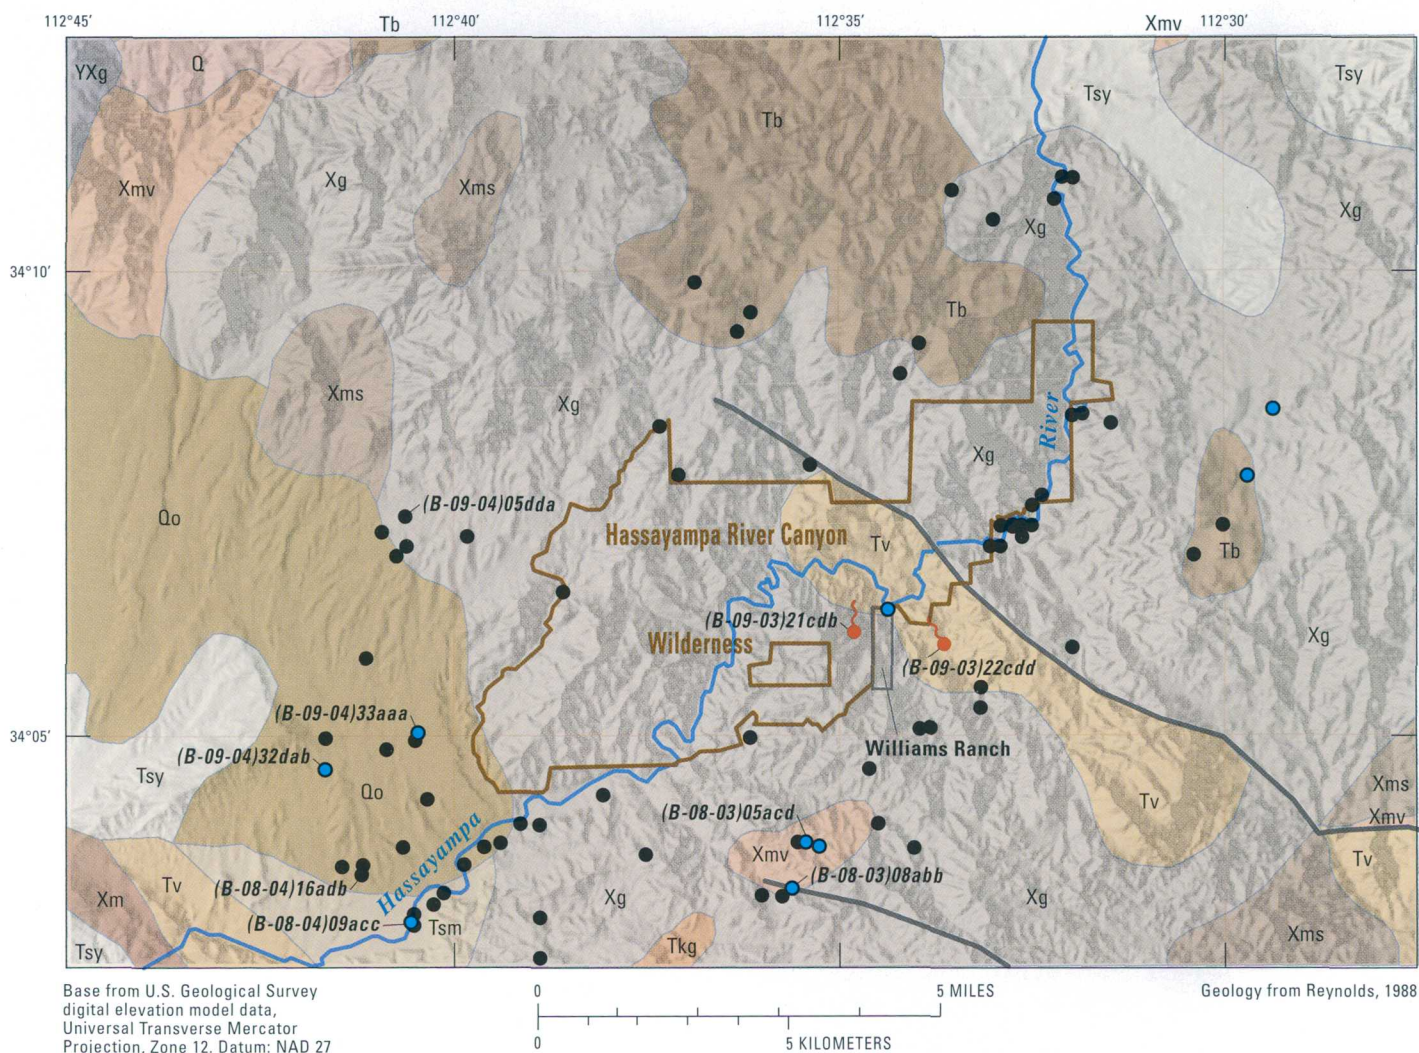 112°45'
Tb
112°40'
112°35'
Xmv
112°30'
YXg
Q
Tsy
Tsy
Tb
Xmv
Xg
Xms
Xg
Xg
34°10'
Tb
Xms
Xg
River
Xg
(B-09-04)05dda
Qo
Hassayampa River Canyon
Tv
Tb
(B-09-03)21cdb
Wilderness
Xg
(B-09-03)22cdd
(B-09-04)33aaa
34°05'
(B-09-04)32dab
Williams Ranch
Tsy
Qo
Xms
Tv
(B-08-03)05acd
Xmv
Hassayampa
Xmv
Tv
(B-08-03)08abb
Tv
(B-08-04)16adb
Xm
Xg
Xg
(B-08-04)09acc
Tsm
Tsy
Tkg
Xms
Base from U.S. Geological Survey
digital elevation model data,
Universal Transverse Mercator
Projection, Zone 12. Datum: NAD 27
0
5 MILES
0
5 KILOMETERS
Geology from Reynolds, 1988